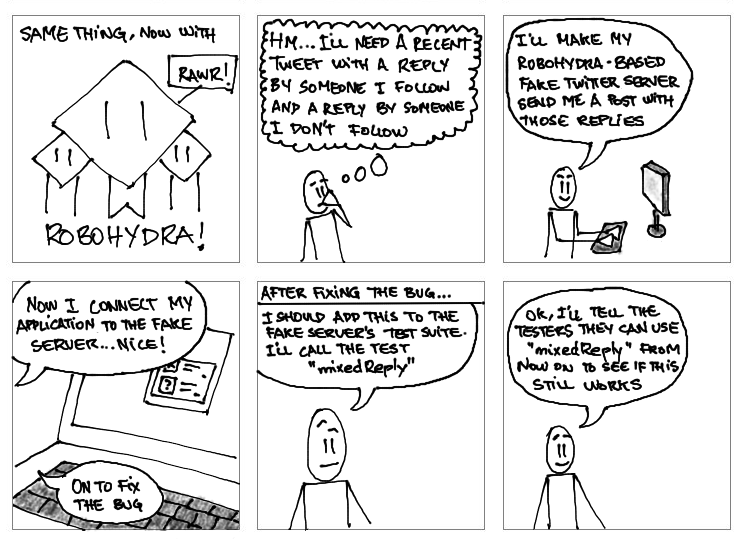 SAME THING, NOW WITH
RAWR!
ROBOHYDRA!
HM... I'LL NEED A RECENT
TWEET WITH A REPLY
BY SOMEONE I FOLLOW
AND A REPLY BY SOMEONE
I DON'T FOLLOW
I'LL MAKE MY
ROBOHYDRA-BASED
FAKE TWITTER SERVER
SEND ME A POST WITH
THOSE REPLIES
NOW I CONNECT MY
APPLICATION TO THE FAKE
SERVER... NICE!
?
ON TO FIX
THE BUG
AFTER FIXING THE BUG...
I SHOULD ADD THIS TO THE
FAKE SERVER'S TEST SUITE.
I'LL CALL THE TEST
"mixedReply"
OK, I'LL TELL THE
TESTERS THEY CAN USE
"mixedReply" FROM
NOW ON TO SEE IF THIS
STILL WORKS